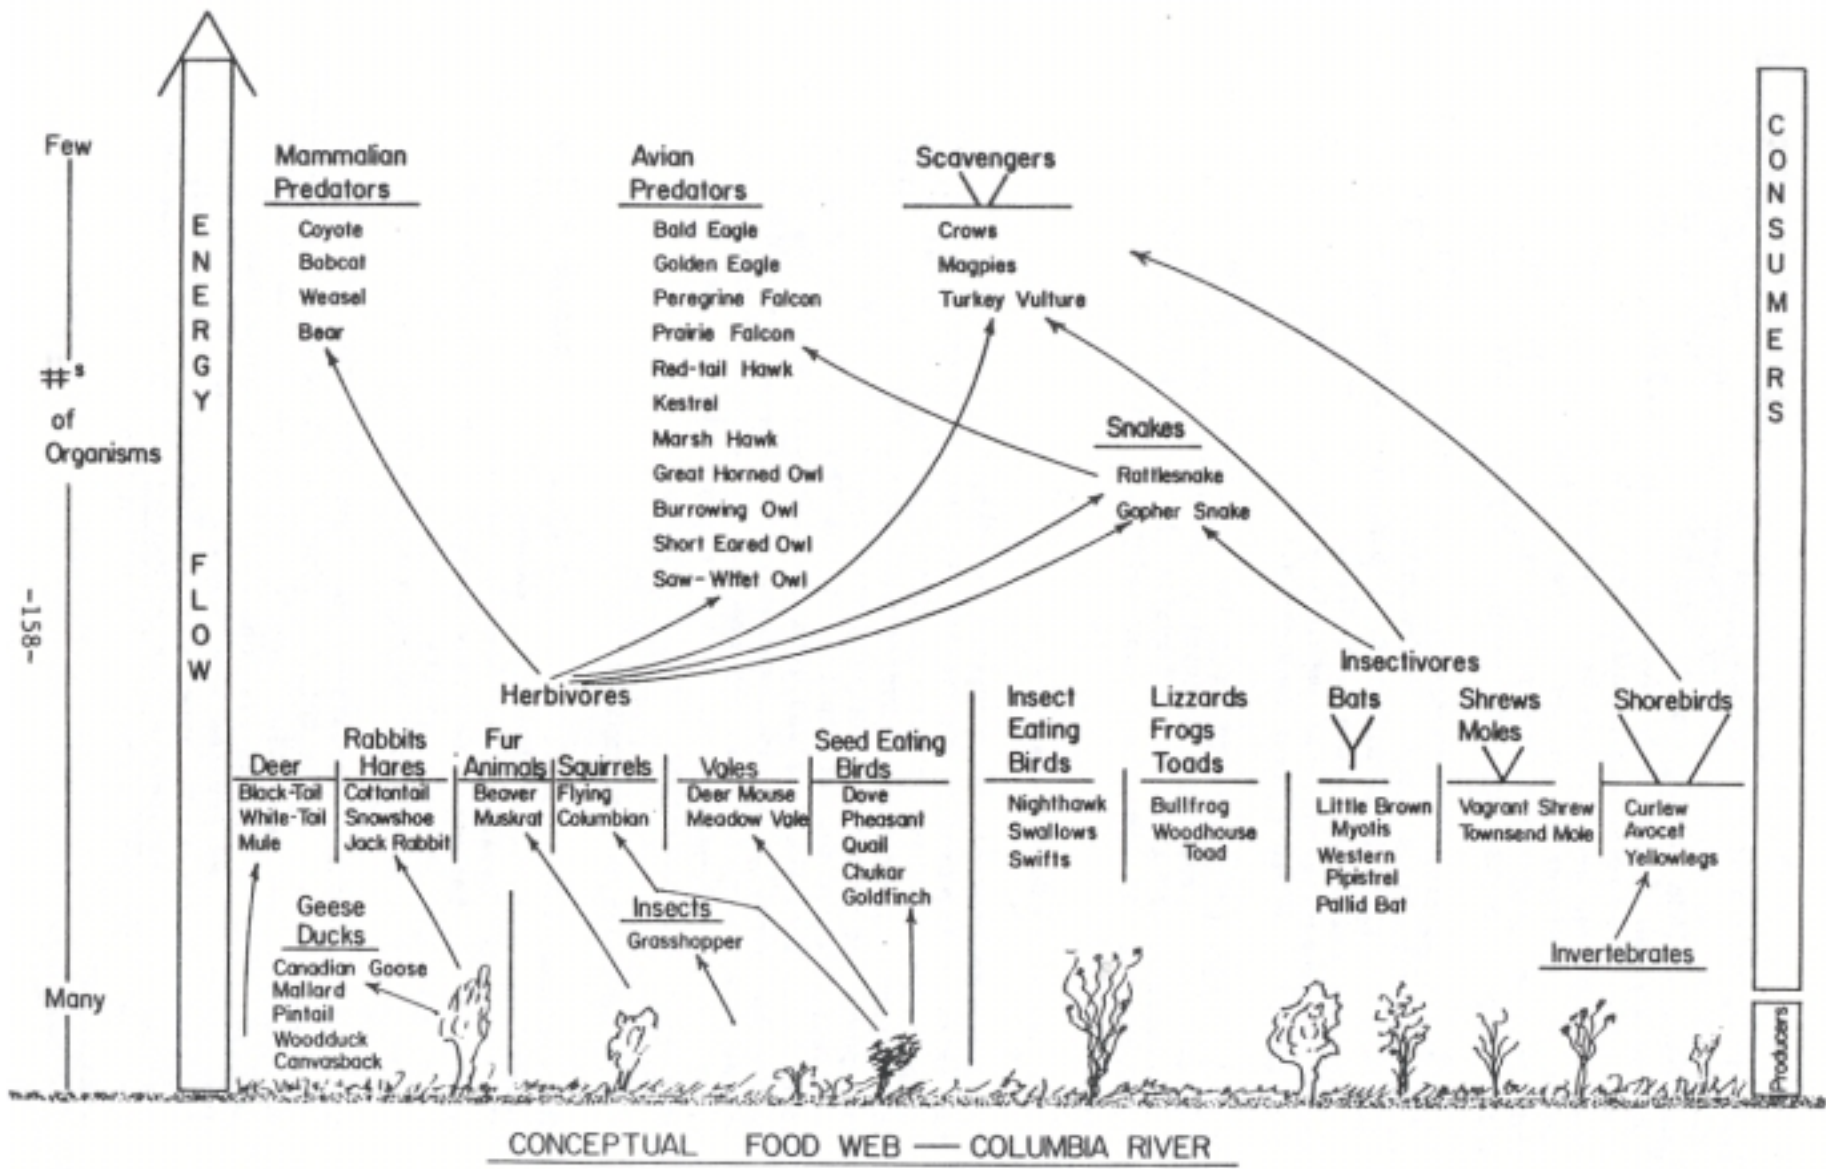 Few
#s
of
Organisms
Many
-158-
ENERGY FLOW
Mammalian
Predators
Coyote
Bobcat
Weasel
Bear
Avian
Predators
Bald Eagle
Golden Eagle
Peregrine Falcon
Prairie Falcon
Red-tail Hawk
Kestrel
Marsh Hawk
Great Horned Owl
Burrowing Owl
Short Eared Owl
Saw-Whet Owl
Scavengers
Crows
Magpies
Turkey Vulture
Snakes
Rattlesnake
Gopher Snake
CONSUMERS
Producers
Herbivores
Deer
Black-Tail
White-Tail
Mule
Rabbits
Hares
Cottontail
Snowshoe
Jack Rabbit
Fur
Animals
Beaver
Muskrat
Squirrels
Flying
Columbian
Voles
Deer Mouse
Meadow Vole
Seed Eating
Birds
Dove
Pheasant
Quail
Chukar
Goldfinch
Geese
Ducks
Canadian Goose
Mallard
Pintail
Woodduck
Canvasback
Insects
Grasshopper
Insectivores
Insect
Eating
Birds
Nighthawk
Swallows
Swifts
Lizzards
Frogs
Toads
Bullfrog
Woodhouse
Toad
Bats
Little Brown
Myotis
Western
Pipistrel
Pallid Bat
Shrews
Moles
Vagrant Shrew
Townsend Mole
Shorebirds
Curlew
Avocet
Yellowlegs
Invertebrates
CONCEPTUAL FOOD WEB — COLUMBIA RIVER